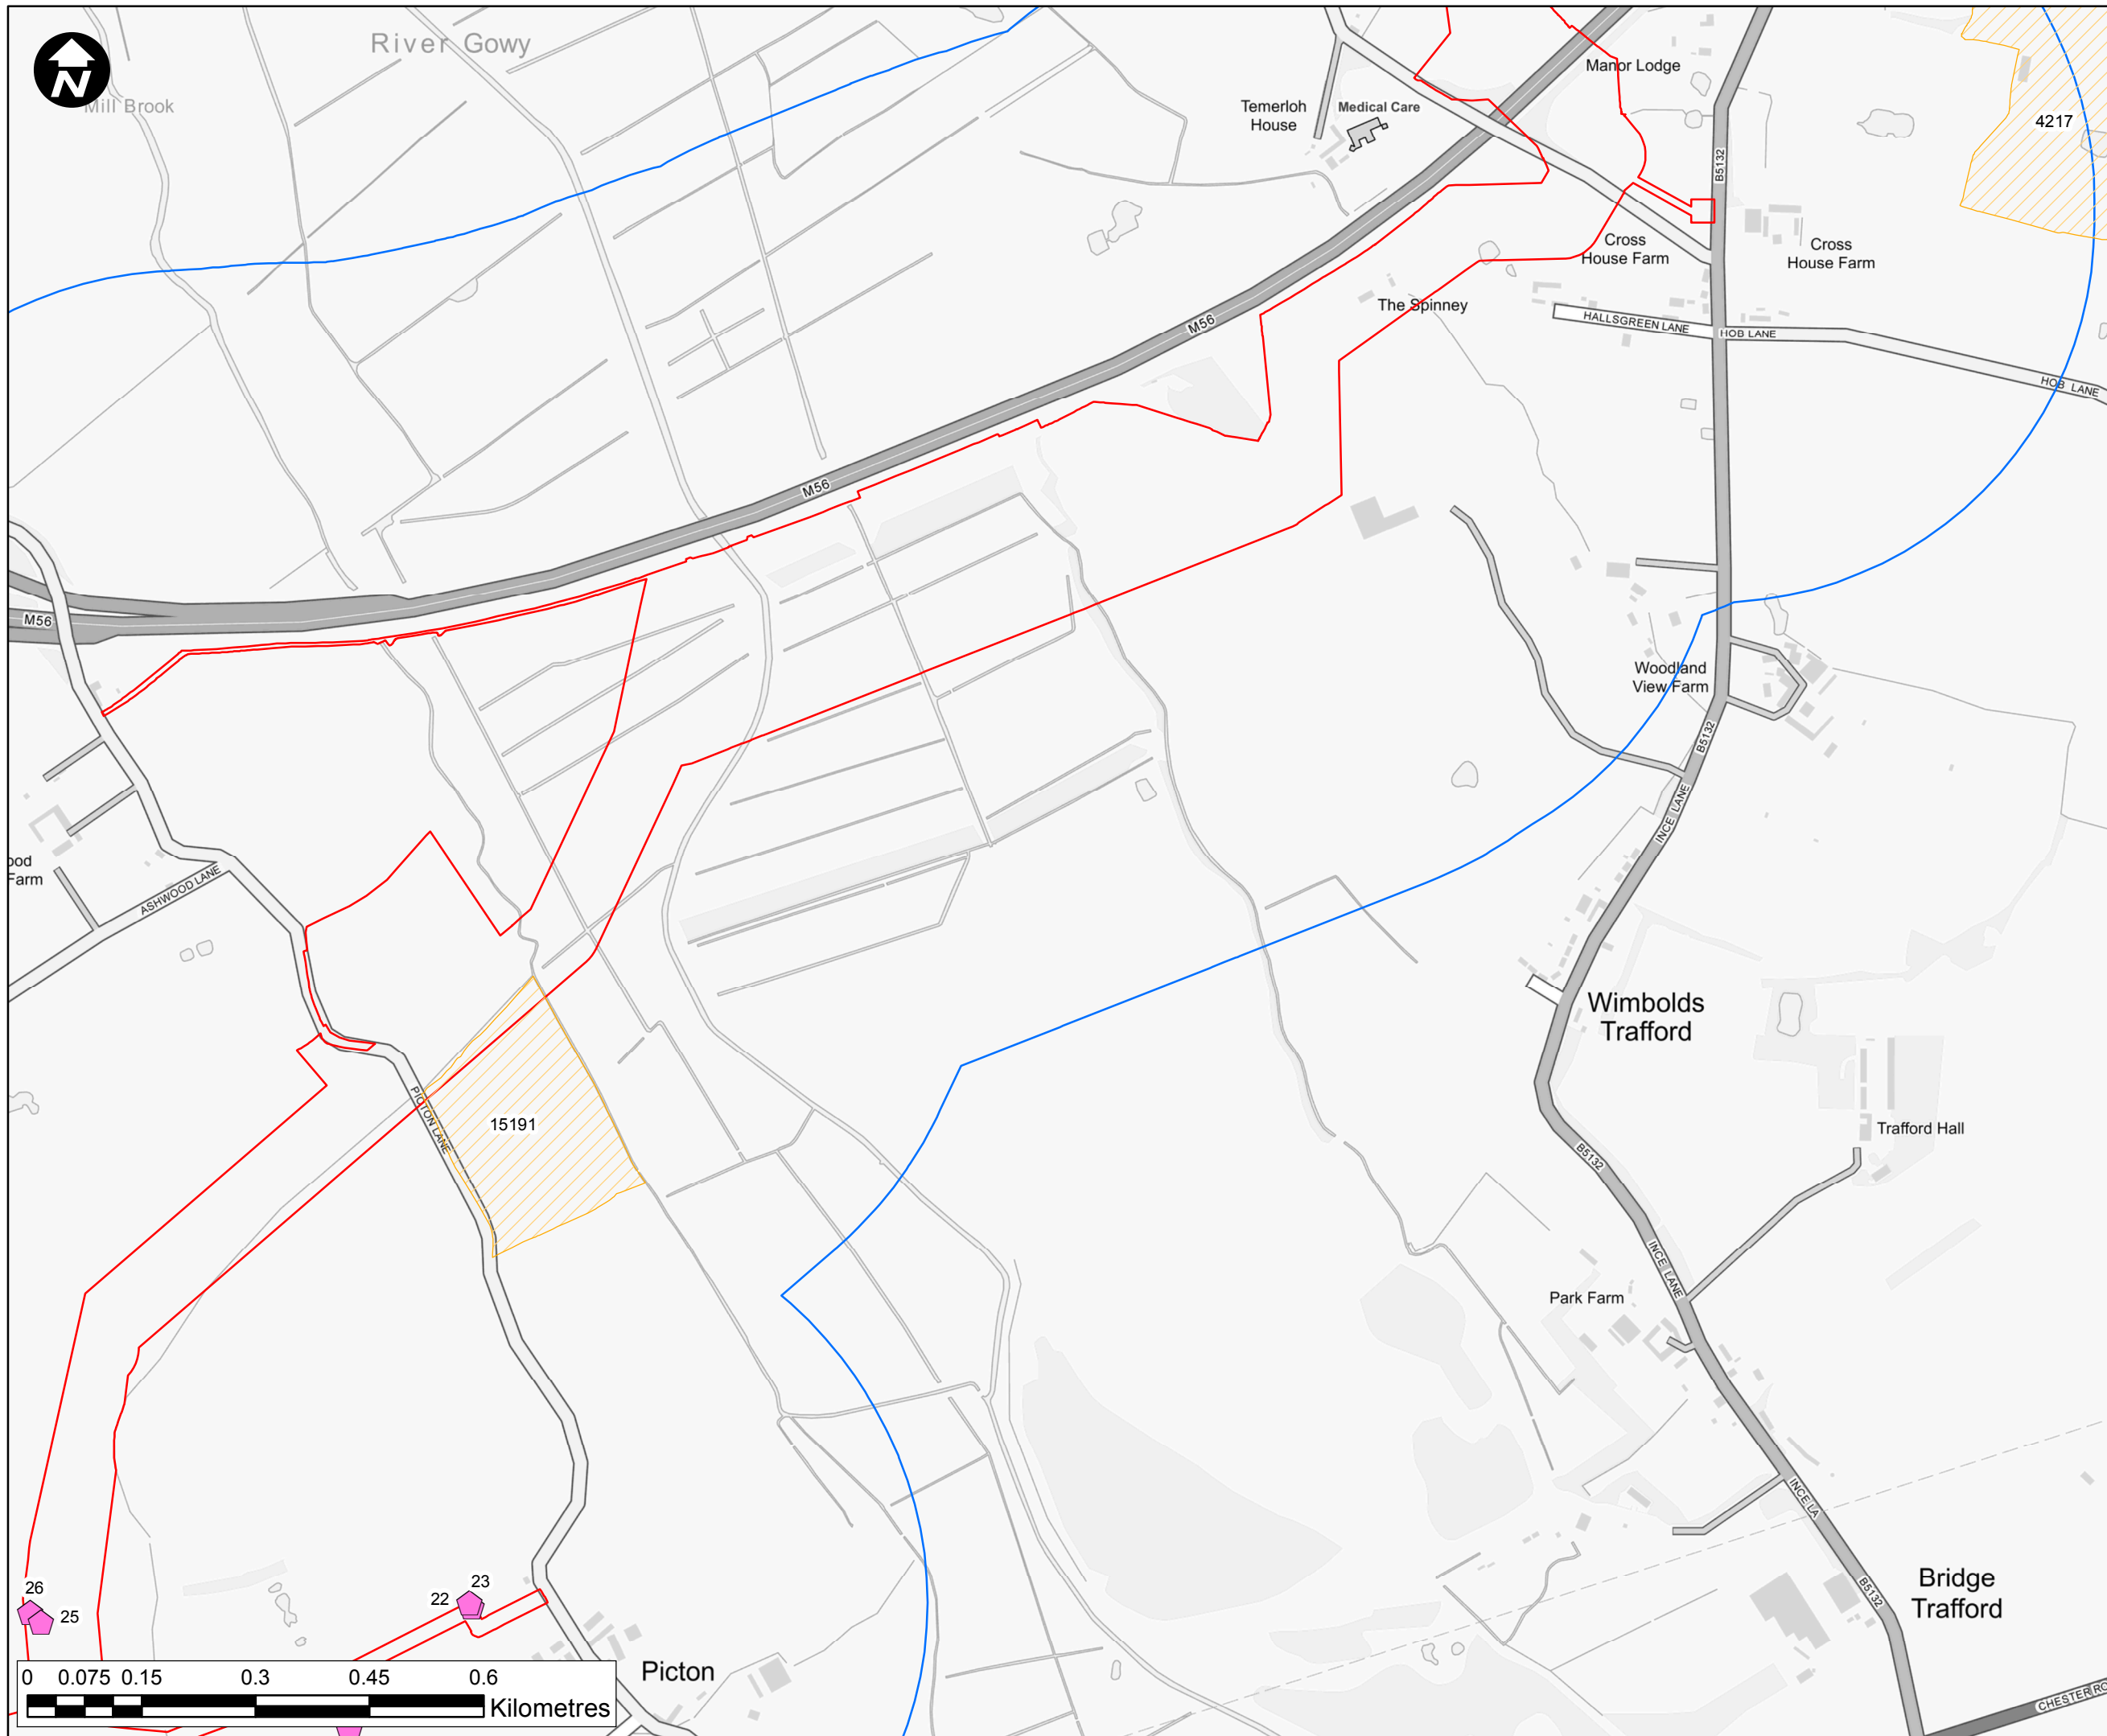 N
River Gowy
Mill Brook
Manor Lodge
Temerloh
House
Medical Care
4217
B5132
Cross
House Farm
Cross
House Farm
The Spinney
M56
HALLSGREEN LANE
HOB LANE
HOB LANE
M56
M56
Woodland
View Farm
B5132
INCE LANE
ood
Farm
ASHWOOD LANE
Wimbolds
Trafford
PICTON LANE
15191
Trafford Hall
B5132
INCE LANE
Park Farm
INCE LA
B5132
Bridge
Trafford
26
25
22
23
Picton
CHESTER RO
0 0.075 0.15 0.3 0.45 0.6
Kilometres